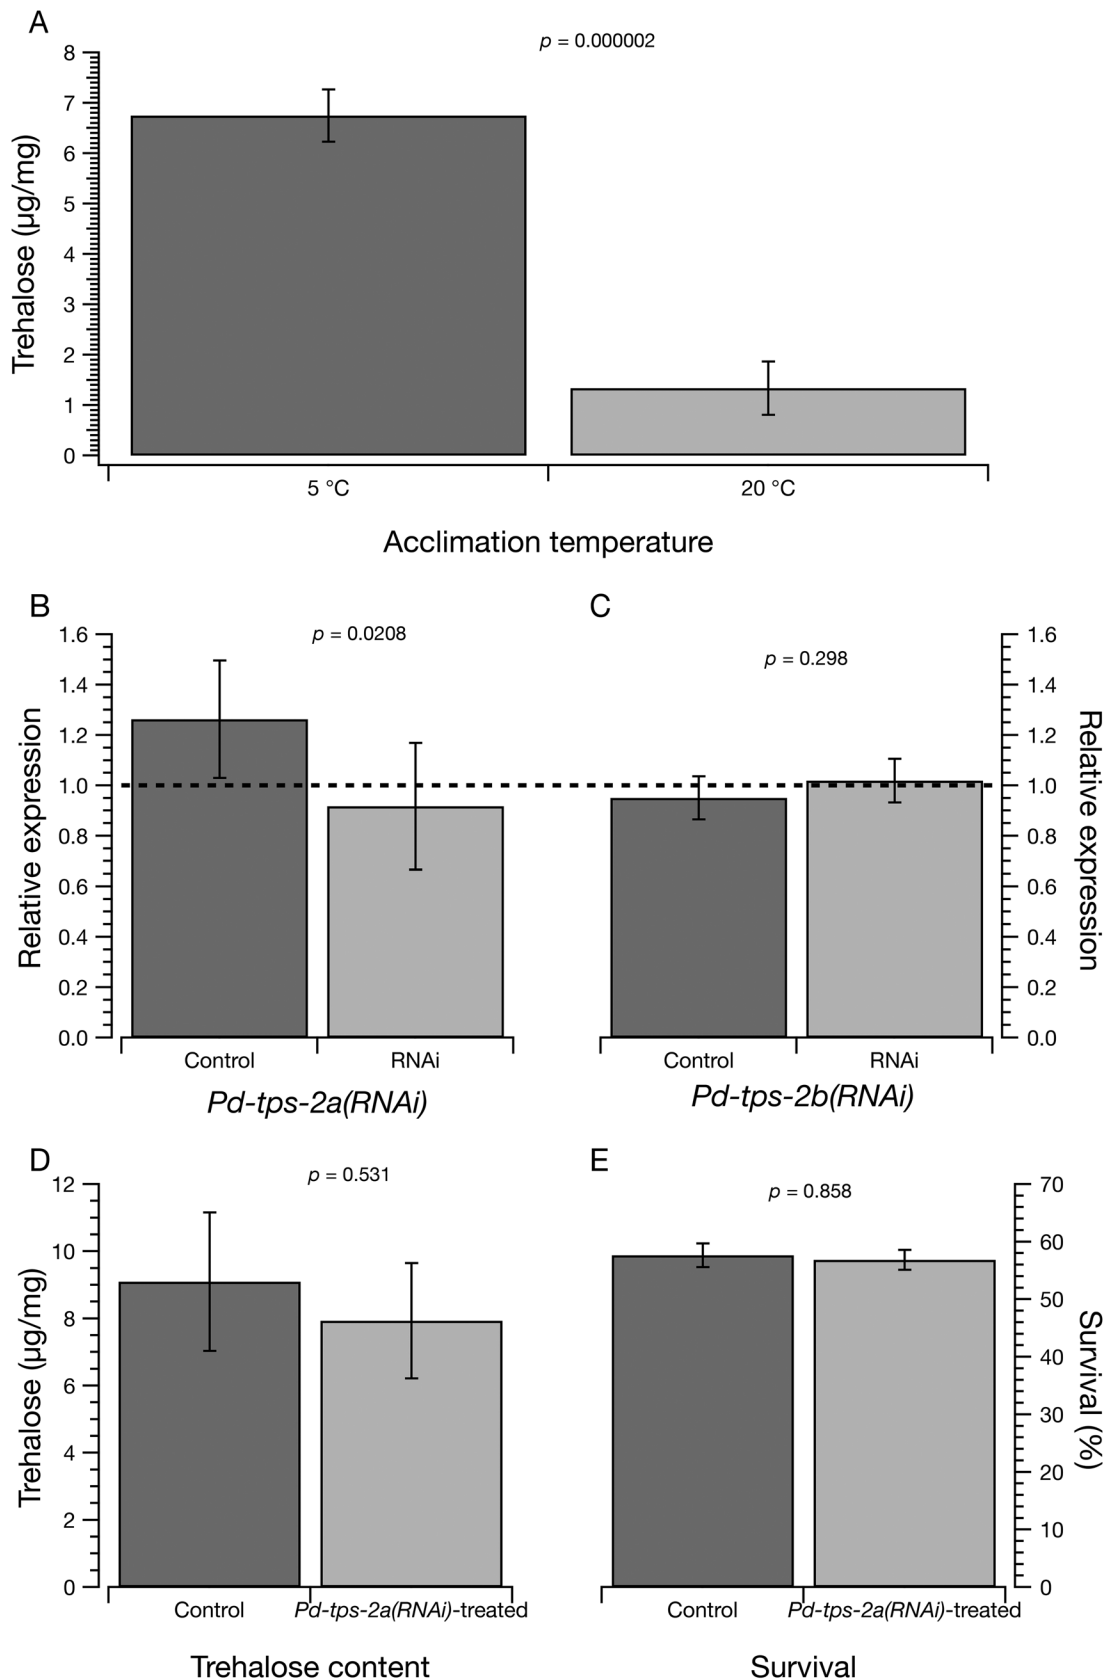 A
p = 0.000002
8
7
6
5
4
3
2
1
0
Trehalose (µg/mg)
5 °C
20 °C
Acclimation temperature
B
p = 0.0208
1.6
1.4
1.2
1.0
0.8
0.6
0.4
0.2
0.0
Relative expression
Control
RNAi
Pd-tps-2a(RNAi)
C
p = 0.298
1.6
1.4
1.2
1.0
0.8
0.6
0.4
0.2
0.0
Relative expression
Control
RNAi
Pd-tps-2b(RNAi)
D
p = 0.531
12
10
8
6
4
2
0
Trehalose (µg/mg)
Control
Pd-tps-2a(RNAi)-treated
Trehalose content
E
p = 0.858
70
60
50
40
30
20
10
0
Survival (%)
Control
Pd-tps-2a(RNAi)-treated
Survival